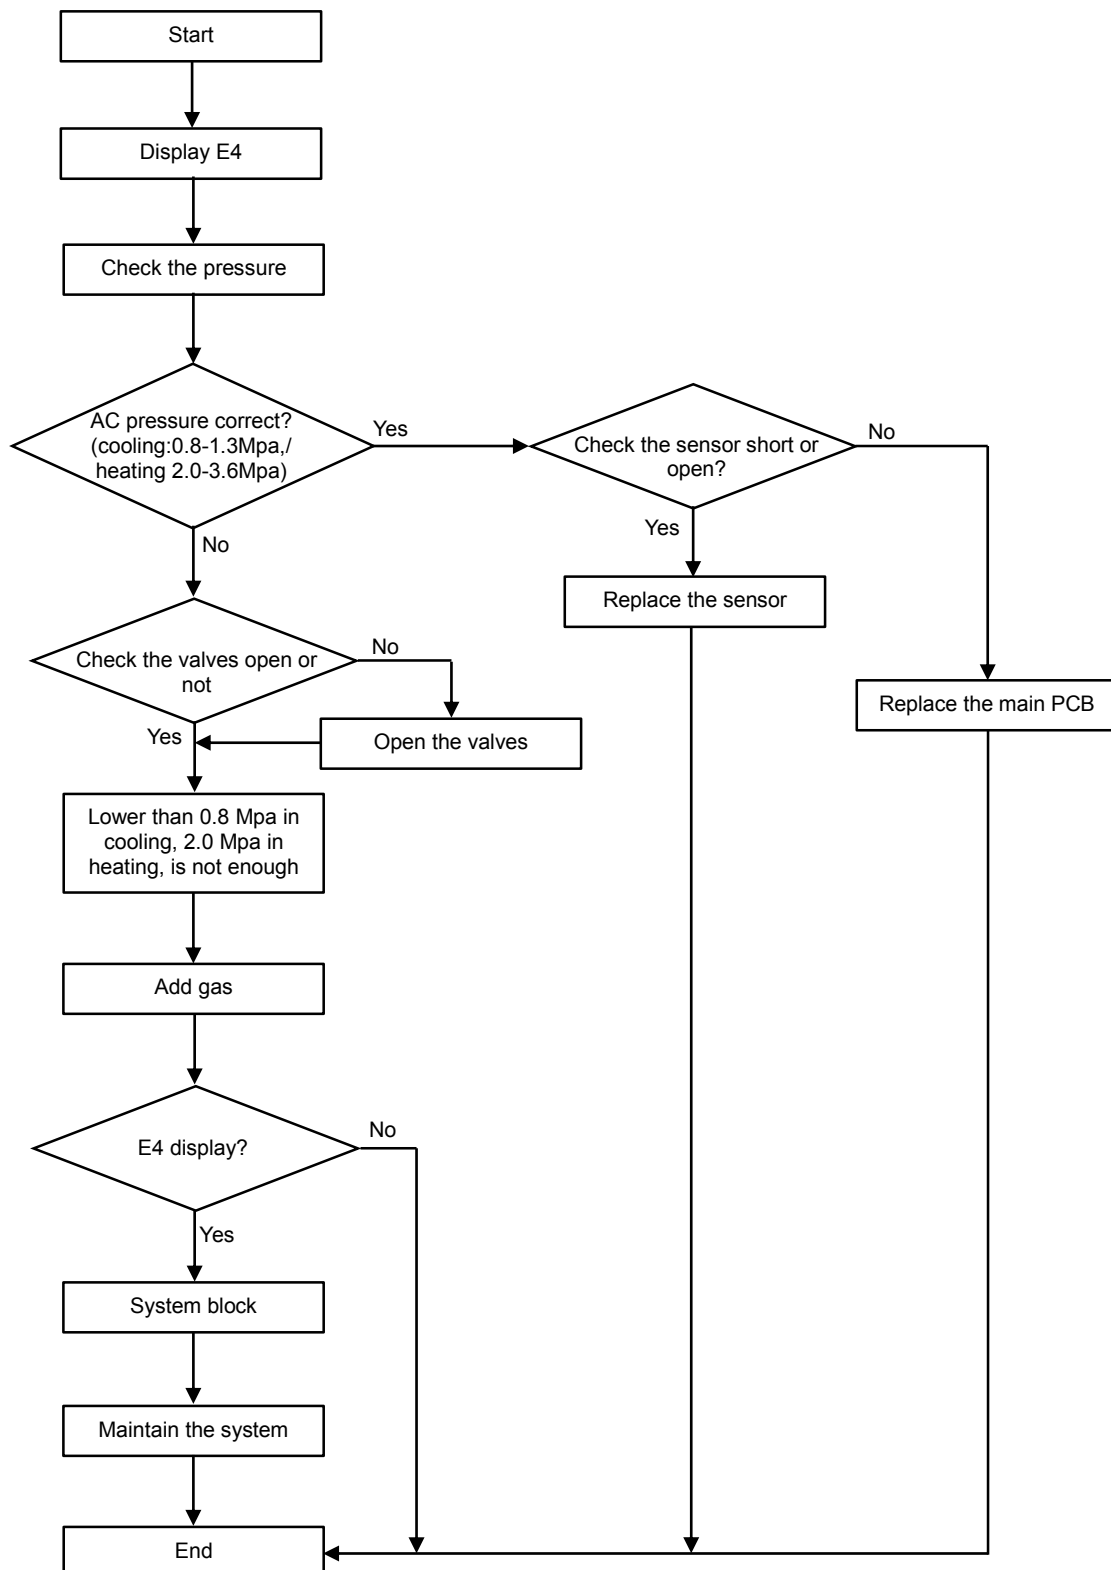 Start
Display E4
Check the pressure
AC pressure correct?
(cooling:0.8-1.3Mpa,/
heating 2.0-3.6Mpa)
Yes
Check the sensor short or
open?
No
No
Yes
Replace the sensor
Check the valves open or
not
No
Replace the main PCB
Yes
Open the valves
Lower than 0.8 Mpa in
cooling, 2.0 Mpa in
heating, is not enough
Add gas
E4 display?
No
Yes
System block
Maintain the system
End